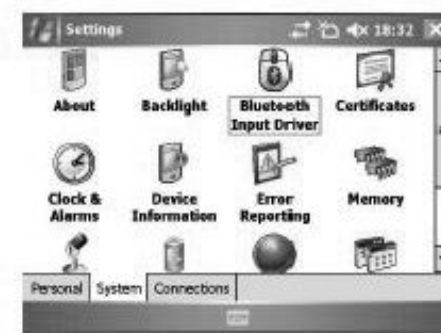 Settings
18:32
About
Backlight
Bluetooth
Input Driver
Certificates
Clock &
Alarms
Device
Information
Error
Reporting
Memory
Personal System Connections